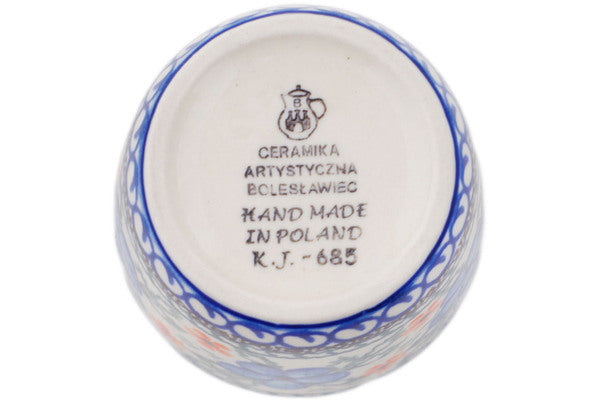 B
CERAMIKA
ARTYSTYCZNA
BOLESŁAWIEC
HAND MADE
IN POLAND
K.J. -685